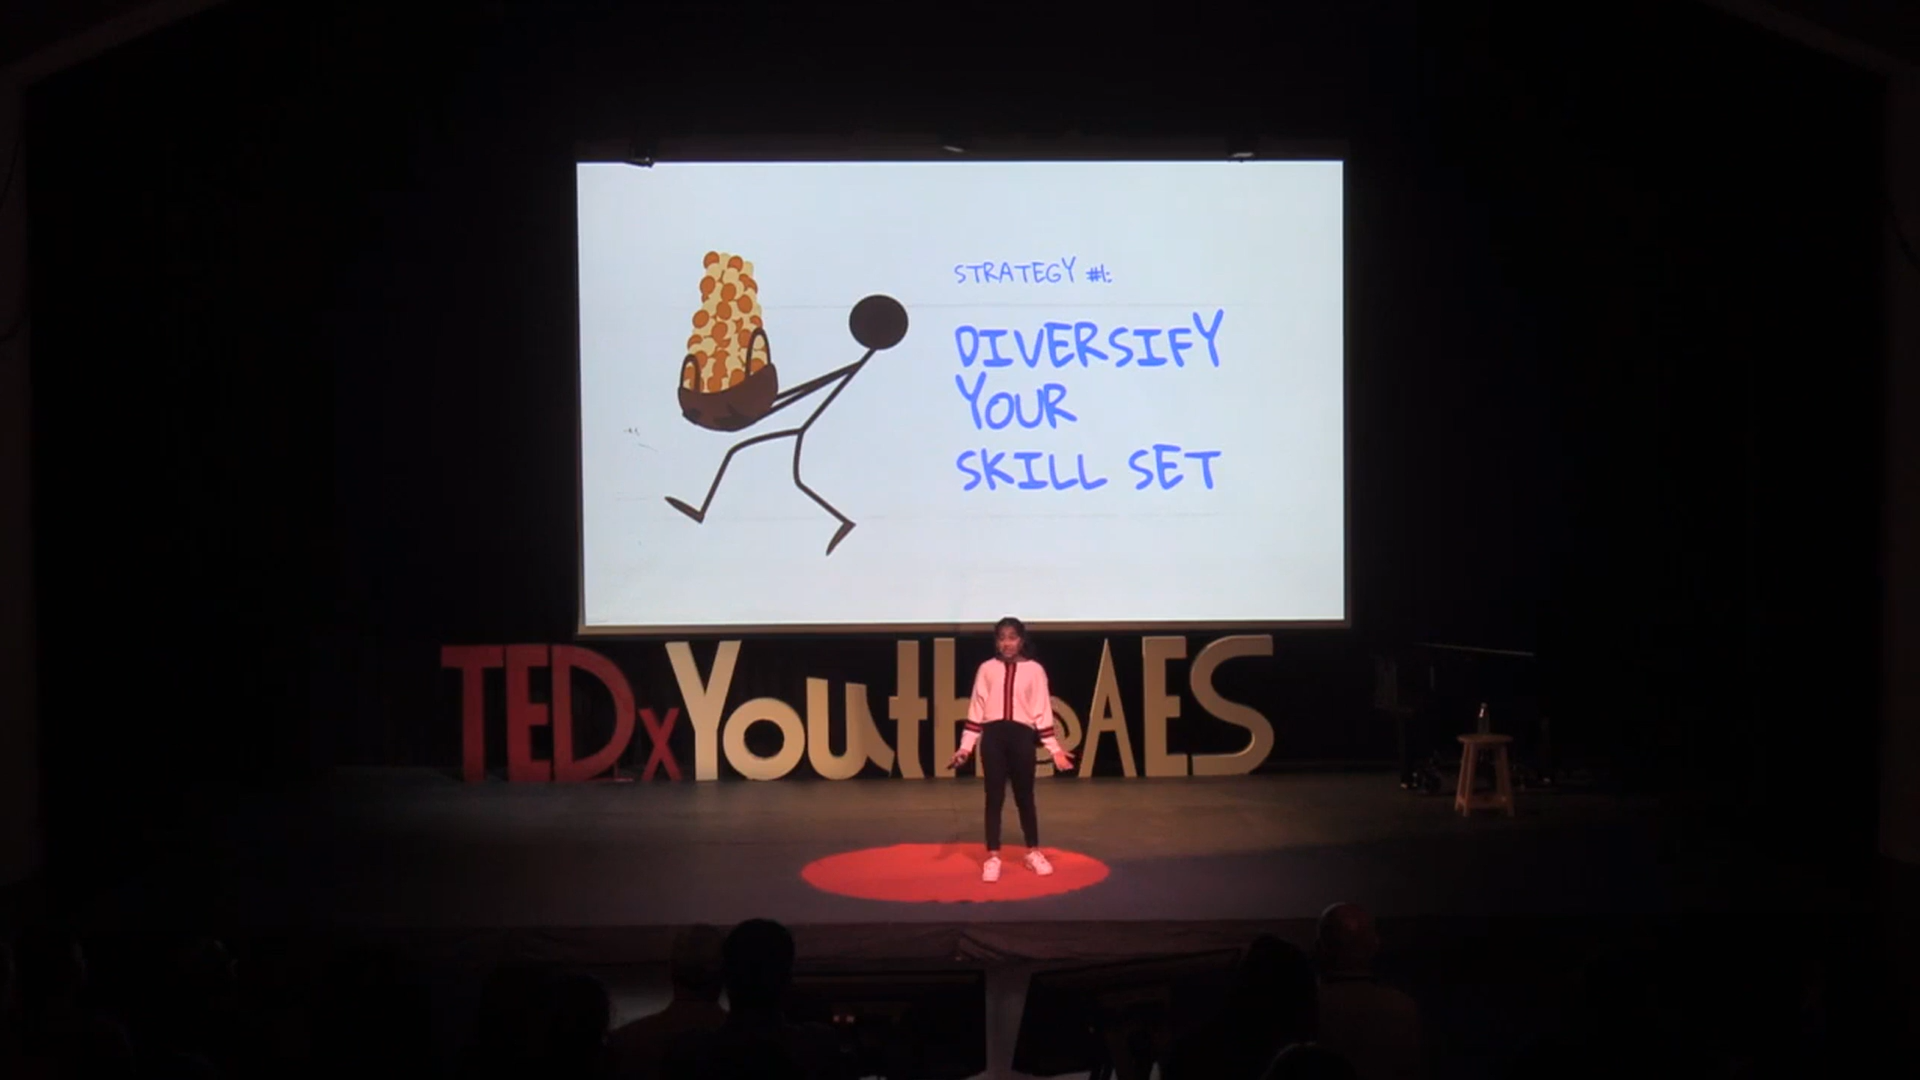 STRATEGY #1:
DIVERSIFY
YOUR
SKILL SET
TEDxYouth@AES